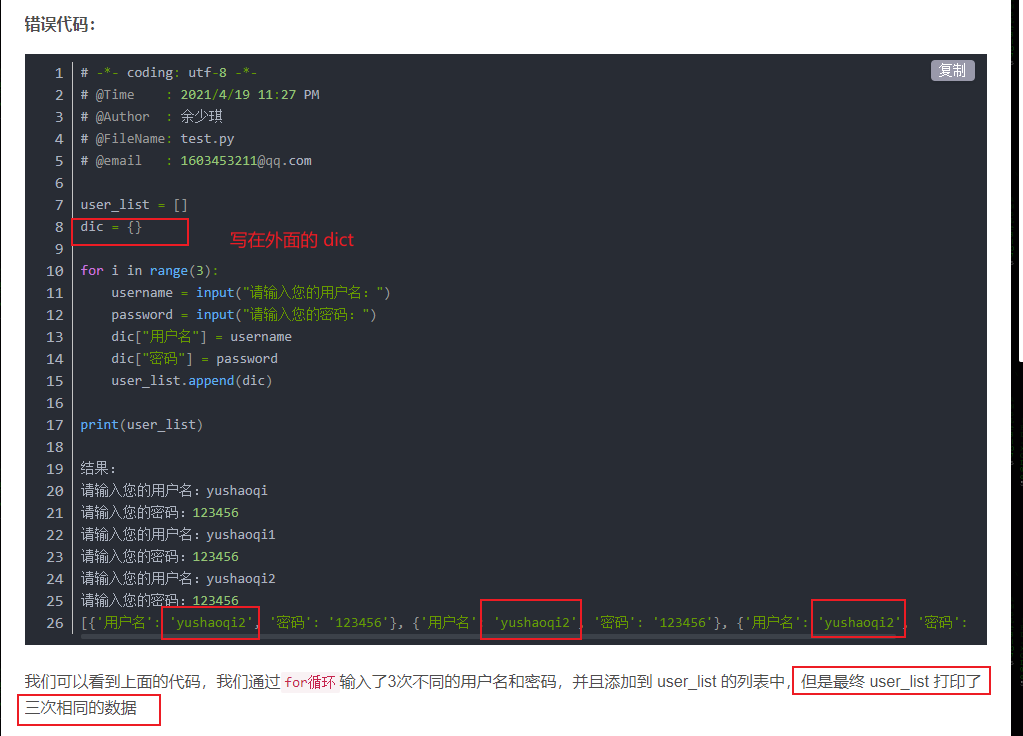 错误代码：
复制
1 # -*- coding: utf-8 -*-
2 # @Time    : 2021/4/19 11:27 PM
3 # @Author  : 余少琪
4 # @FileName: test.py
5 # @email   : 1603453211@qq.com
6
7 user_list = []
8 dic = {}
写在外面的 dict
9
10 for i in range(3):
11     username = input("请输入您的用户名：")
12     password = input("请输入您的密码：")
13     dic["用户名"] = username
14     dic["密码"] = password
15     user_list.append(dic)
16
17 print(user_list)
18
19 结果：
20 请输入您的用户名：yushaoqi
21 请输入您的密码：123456
22 请输入您的用户名：yushaoqi1
23 请输入您的密码：123456
24 请输入您的用户名：yushaoqi2
25 请输入您的密码：123456
26 [{'用户名': 'yushaoqi2', '密码': '123456'}, {'用户名': 'yushaoqi2', '密码': '123456'}, {'用户名': 'yushaoqi2', '密码':
我们可以看到上面的代码，我们通过 for循环 输入了3次不同的用户名和密码，并且添加到 user_list 的列表中，但是最终 user_list 打印了
三次相同的数据